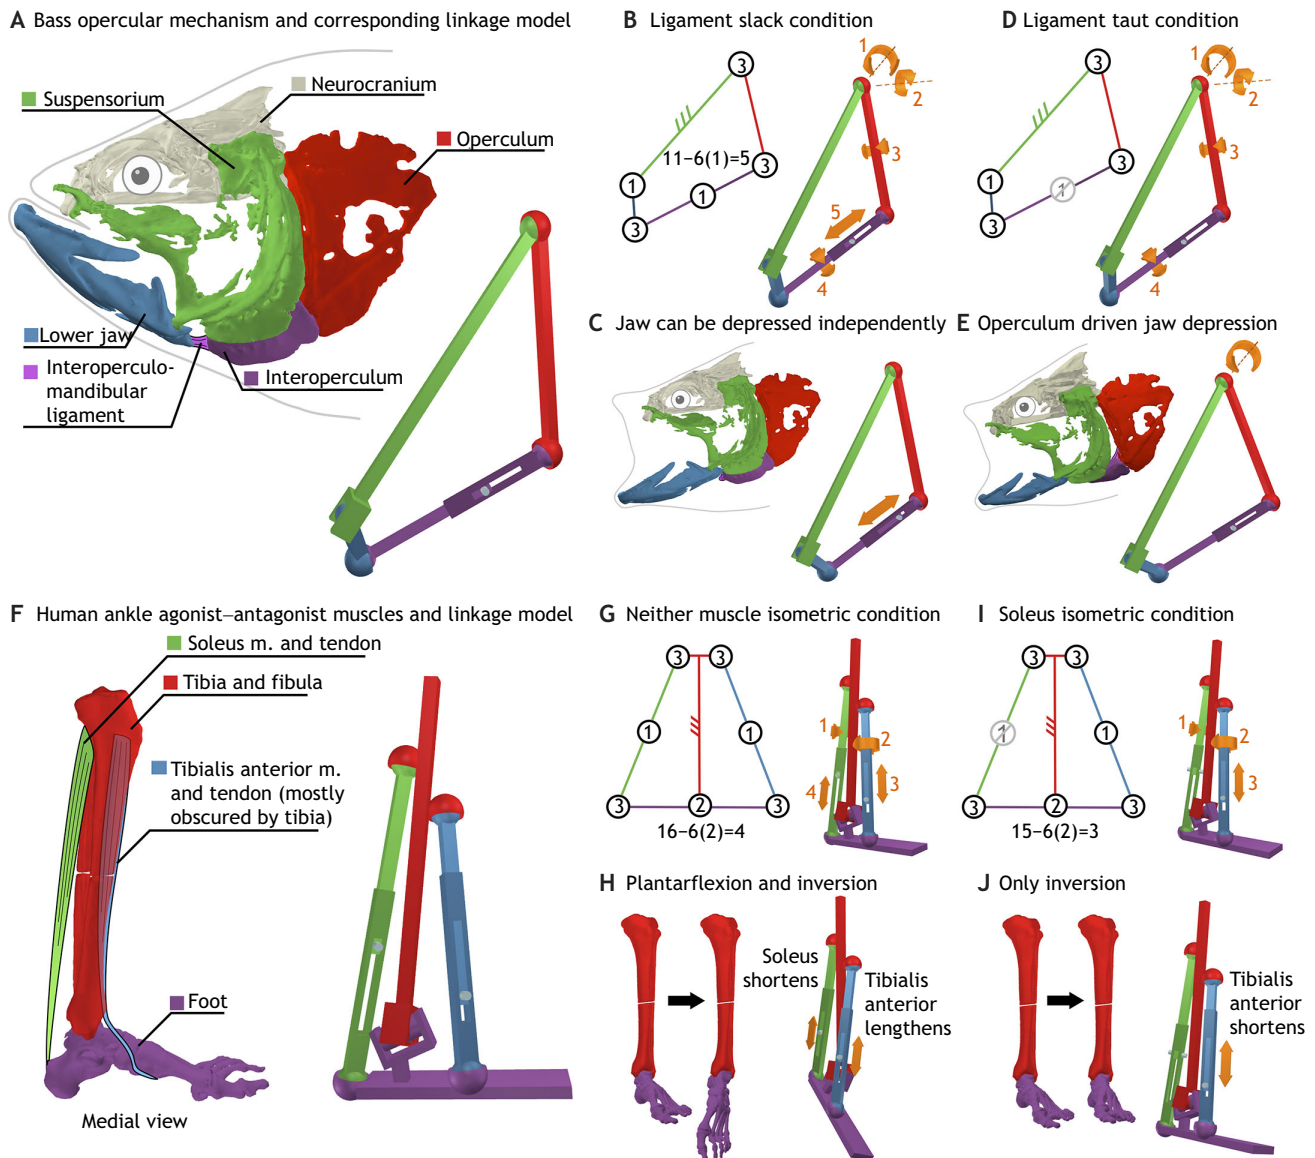 A Bass opercular mechanism and corresponding linkage model
Neurocranium
Suspensorium
Operculum
Lower jaw
Interoperculo-
mandibular
ligament
Interoperculum
B Ligament slack condition
3
11–6(1)=5
3
1
1
3
1
2
3
5
4
D Ligament taut condition
3
3
1
1
3
1
2
3
4
C Jaw can be depressed independently
E Operculum driven jaw depression
F Human ankle agonist–antagonist muscles and linkage model
Soleus m. and tendon
Tibia and fibula
Tibialis anterior m.
and tendon (mostly
obscured by tibia)
Foot
Medial view
G Neither muscle isometric condition
3 3
1 1
3 2 3
16–6(2)=4
1
2
3
4
I Soleus isometric condition
3 3
1 1
3 2 3
15–6(2)=3
1
2
3
H Plantarflexion and inversion
Soleus
shortens
Tibialis
anterior
lengthens
J Only inversion
Tibialis
anterior
shortens